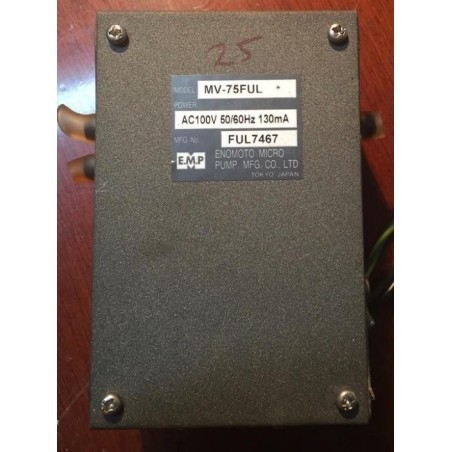 25
MODEL MV-75FUL
POWER
AC100V 50/60Hz 130mA
MFG. No. FUL7467
E.M.P ENOMOTO MICRO
PUMP MFG. CO., LTD
TOKYO JAPAN